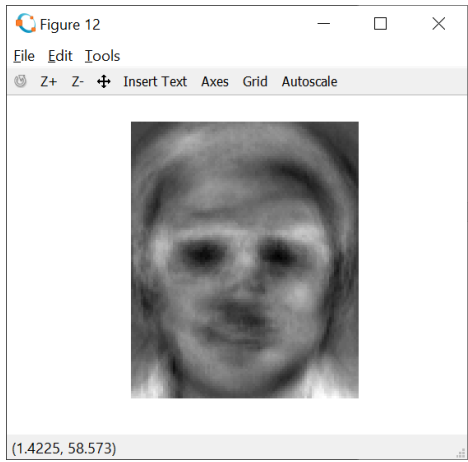 Figure 12
File Edit Tools
Z+ Z- Insert Text Axes Grid Autoscale
(1.4225, 58.573)